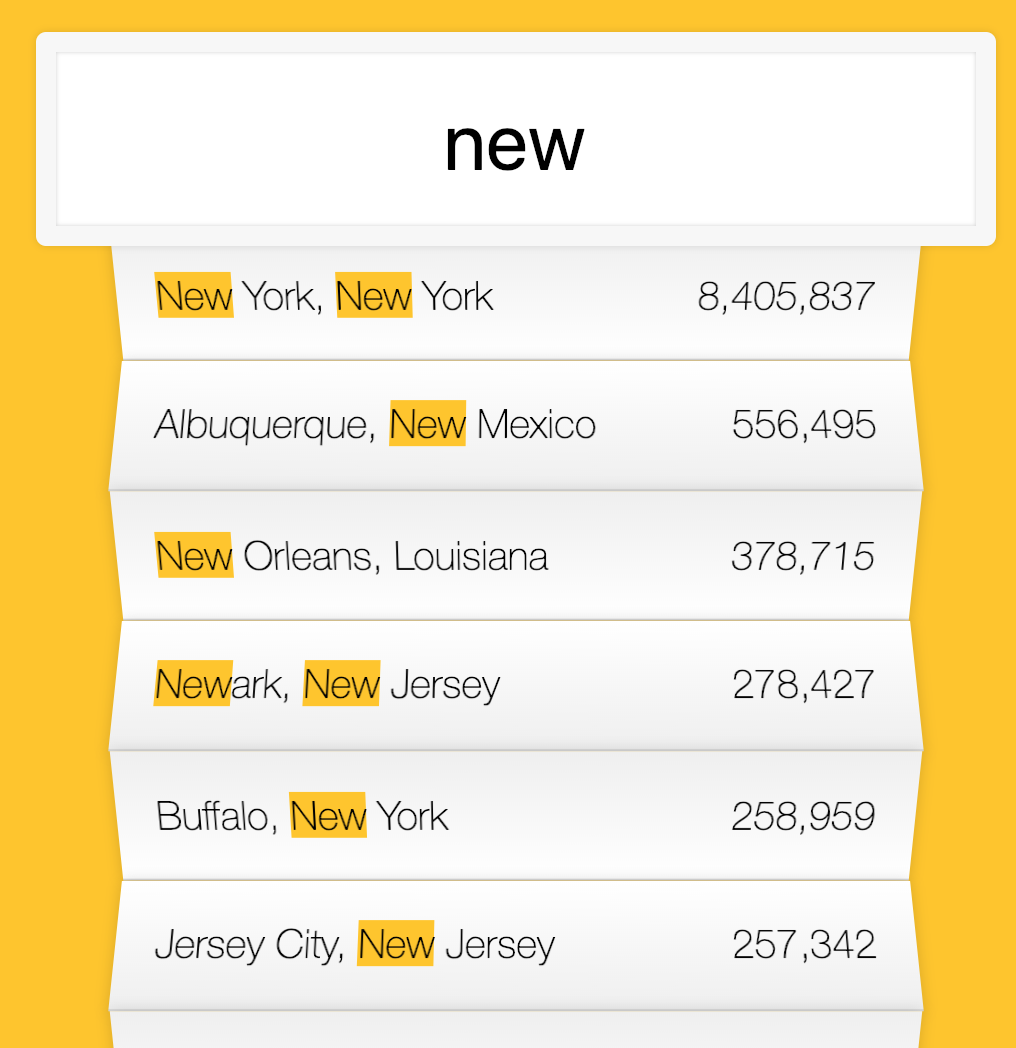 new
New York, New York 8,405,837
Albuquerque, New Mexico 556,495
New Orleans, Louisiana 378,715
Newark, New Jersey 278,427
Buffalo, New York 258,959
Jersey City, New Jersey 257,342